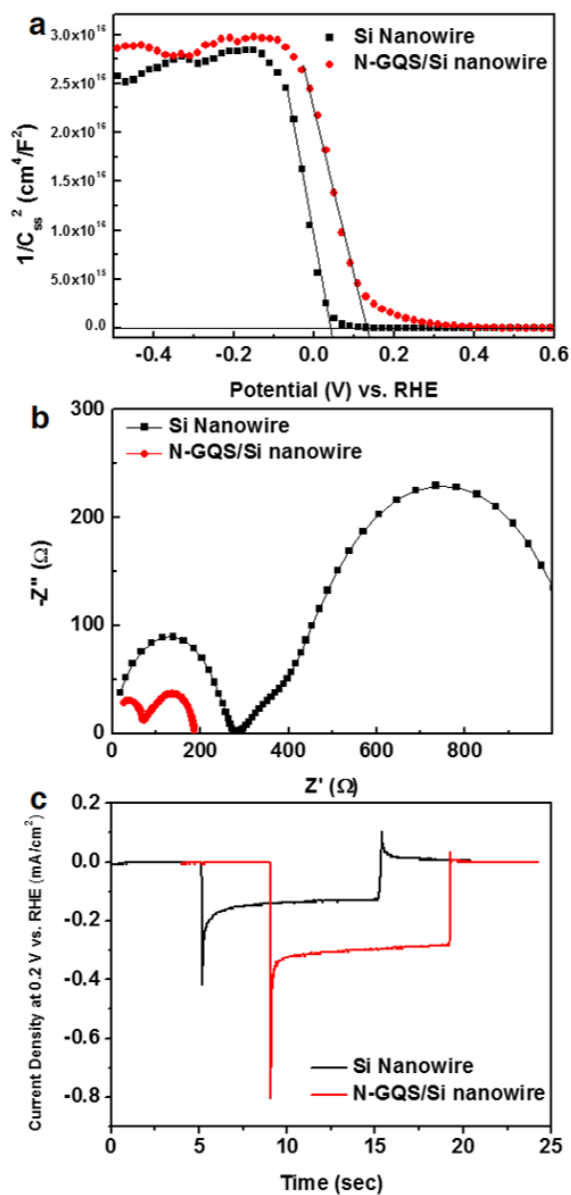 a
Si Nanowire
N-GQS/Si nanowire
1/C_ss^2 (cm^4/F^2)
3.0x10^16
2.5x10^16
2.0x10^16
1.5x10^16
1.0x10^16
5.0x10^15
0.0
-0.4 -0.2 0.0 0.2 0.4 0.6
Potential (V) vs. RHE
b
Si Nanowire
N-GQS/Si nanowire
-Z'' (Ω)
300
200
100
0
0 200 400 600 800
Z' (Ω)
c
Current Density at 0.2 V vs. RHE (mA/cm^2)
0.2
0.0
-0.2
-0.4
-0.6
-0.8
Si Nanowire
N-GQS/Si nanowire
0 5 10 15 20 25
Time (sec)